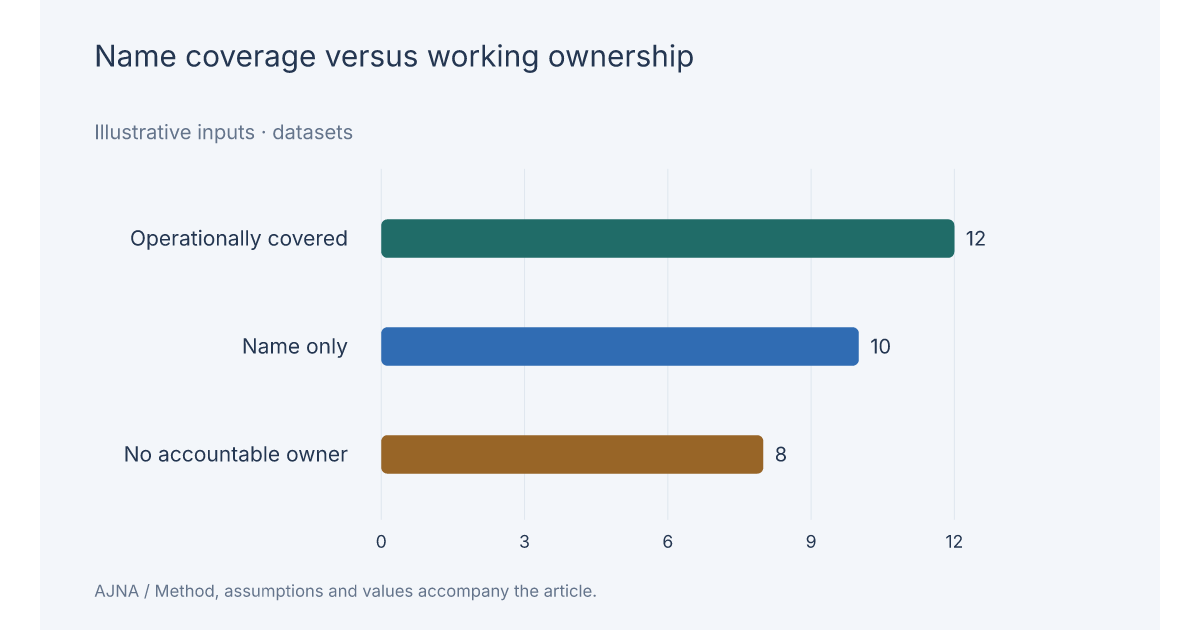 Name coverage versus working ownership
Illustrative inputs · datasets
Operationally covered 12
Name only 10
No accountable owner 8
0 3 6 9 12
AJNA / Method, assumptions and values accompany the article.